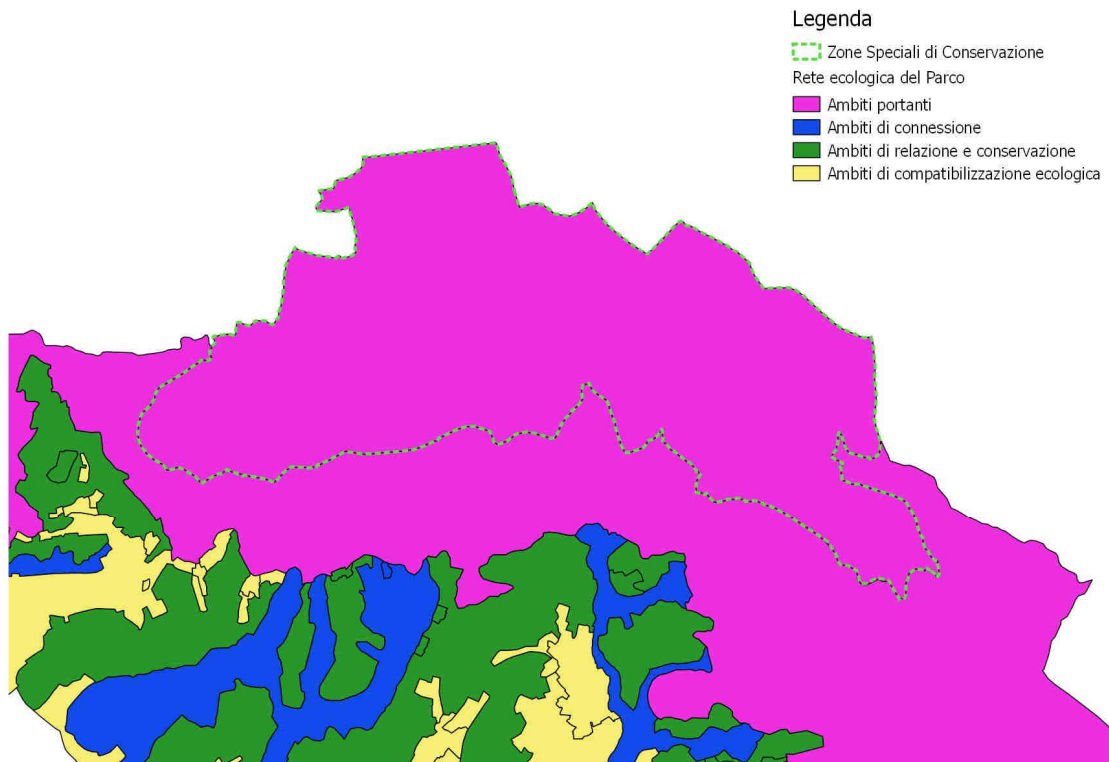 Legenda
Zone Speciali di Conservazione
Rete ecologica del Parco
Ambiti portanti
Ambiti di connessione
Ambiti di relazione e conservazione
Ambiti di compatibilizzazione ecologica